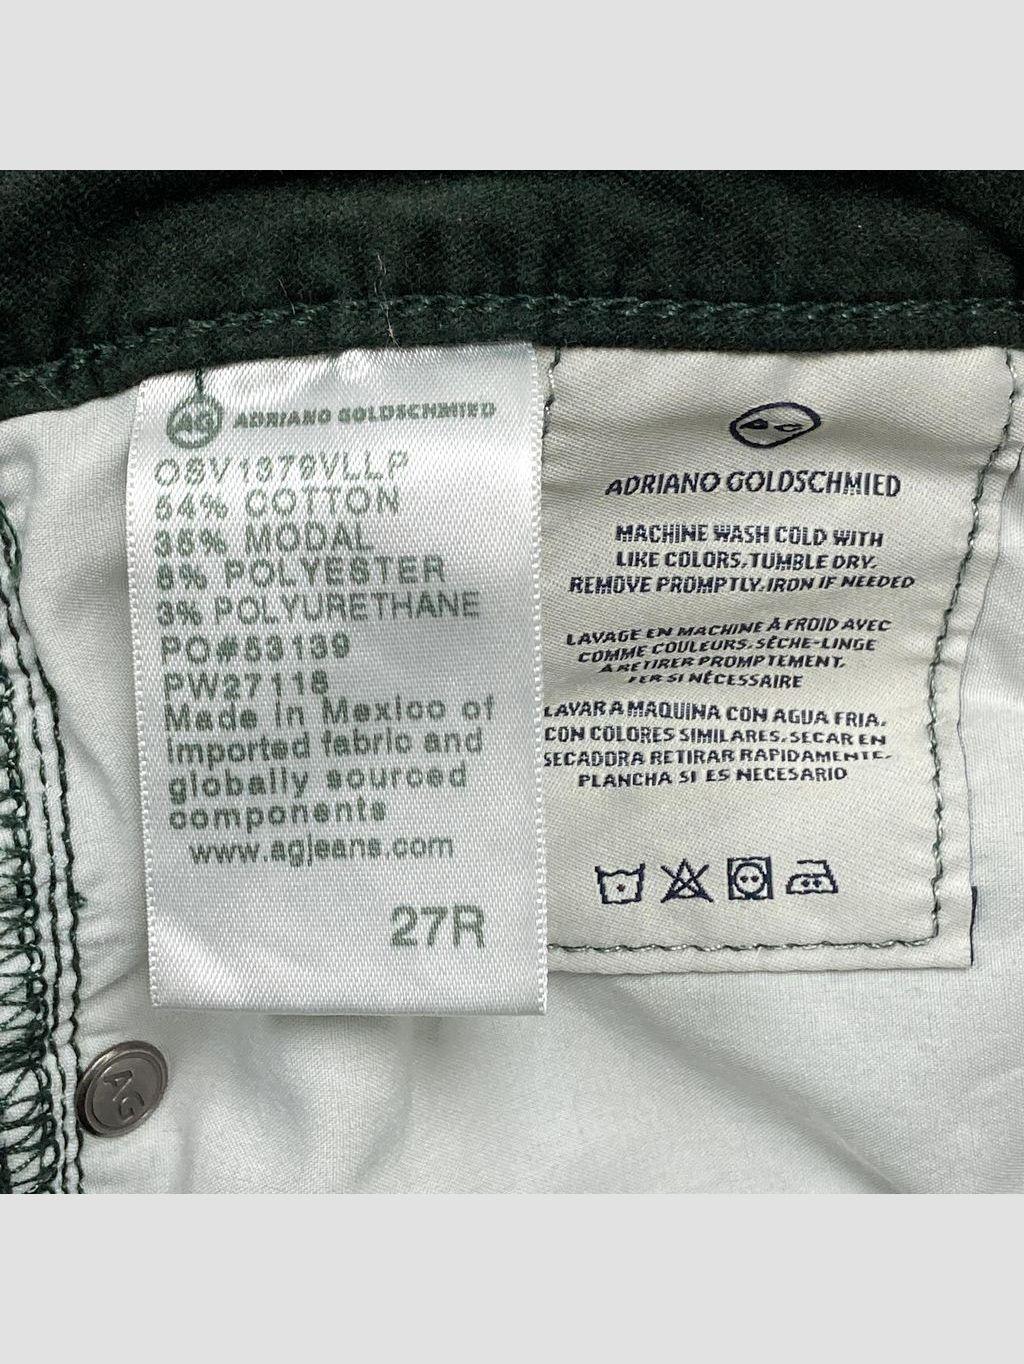 AG ADRIANO GOLDSCHMIED
OSV1379VLLP
54% COTTON
35% MODAL
8% POLYESTER
3% POLYURETHANE
PO#53139
PW27118
Made in Mexico of
imported fabric and
globally sourced
components
www.agjeans.com
27R
AG
ADRIANO GOLDSCHMIED
MACHINE WASH COLD WITH
LIKE COLORS. TUMBLE DRY.
REMOVE PROMPTLY. IRON IF NEEDED
LAVAGE EN MACHINE À FROID AVEC
COMME COULEURS. SÈCHE-LINGE
A RETIRER PROMPTEMENT.
FER SI NÉCESSAIRE
LAVAR A MAQUINA CON AGUA FRIA.
CON COLORES SIMILARES. SECAR EN
SECADORA RETIRAR RAPIDAMENTE.
PLANCHA SI ES NECESARIO
AG